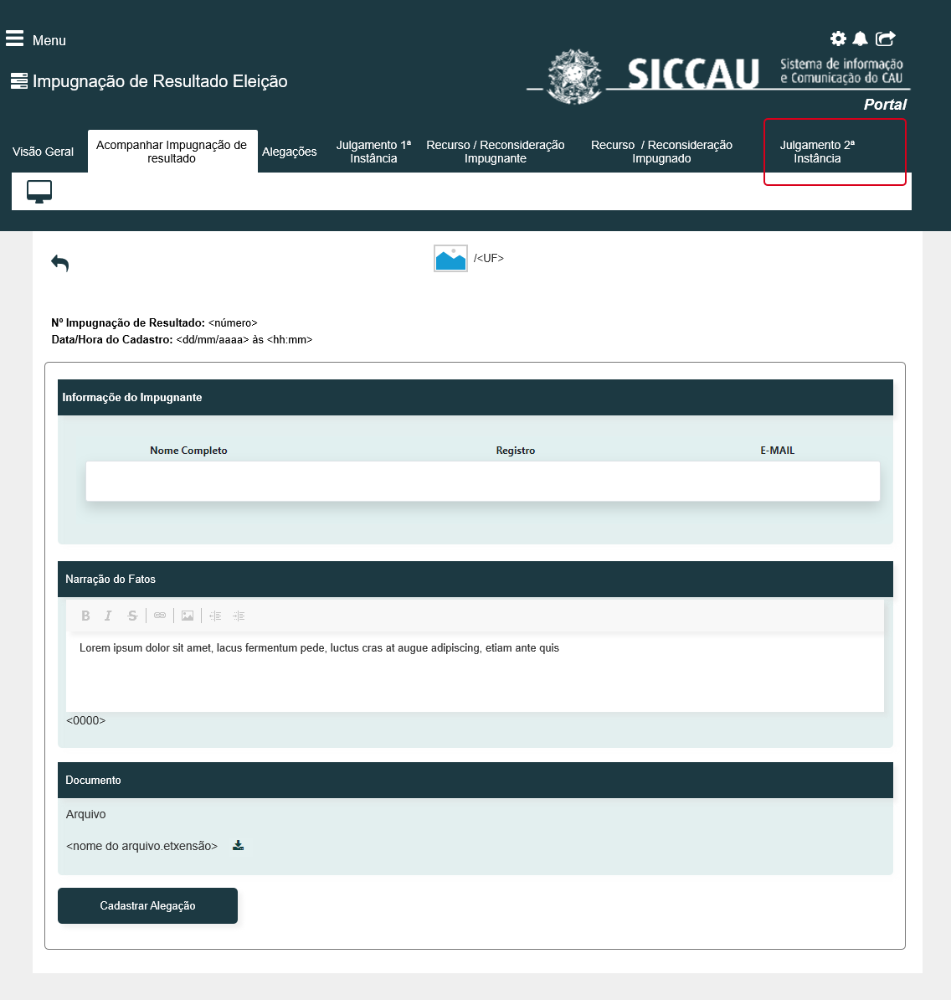 Menu
Impugnação de Resultado Eleição
SICCAU
Sistema de informação
e Comunicação do CAU
Portal
Visão Geral
Acompanhar Impugnação de
resultado
Alegações
Julgamento 1ª
Instância
Recurso / Reconsideração
Impugnante
Recurso / Reconsideração
Impugnado
Julgamento 2ª
Instância
/<UF>
Nº Impugnação de Resultado: <número>
Data/Hora do Cadastro: <dd/mm/aaaa> às <hh:mm>
Informaçõe do Impugnante
Nome Completo
Registro
E-MAIL
Narração do Fatos
B I S
Lorem ipsum dolor sit amet, lacus fermentum pede, luctus cras at augue adipiscing, etiam ante quis
<0000>
Documento
Arquivo
<nome do arquivo.etxensão>
Cadastrar Alegação